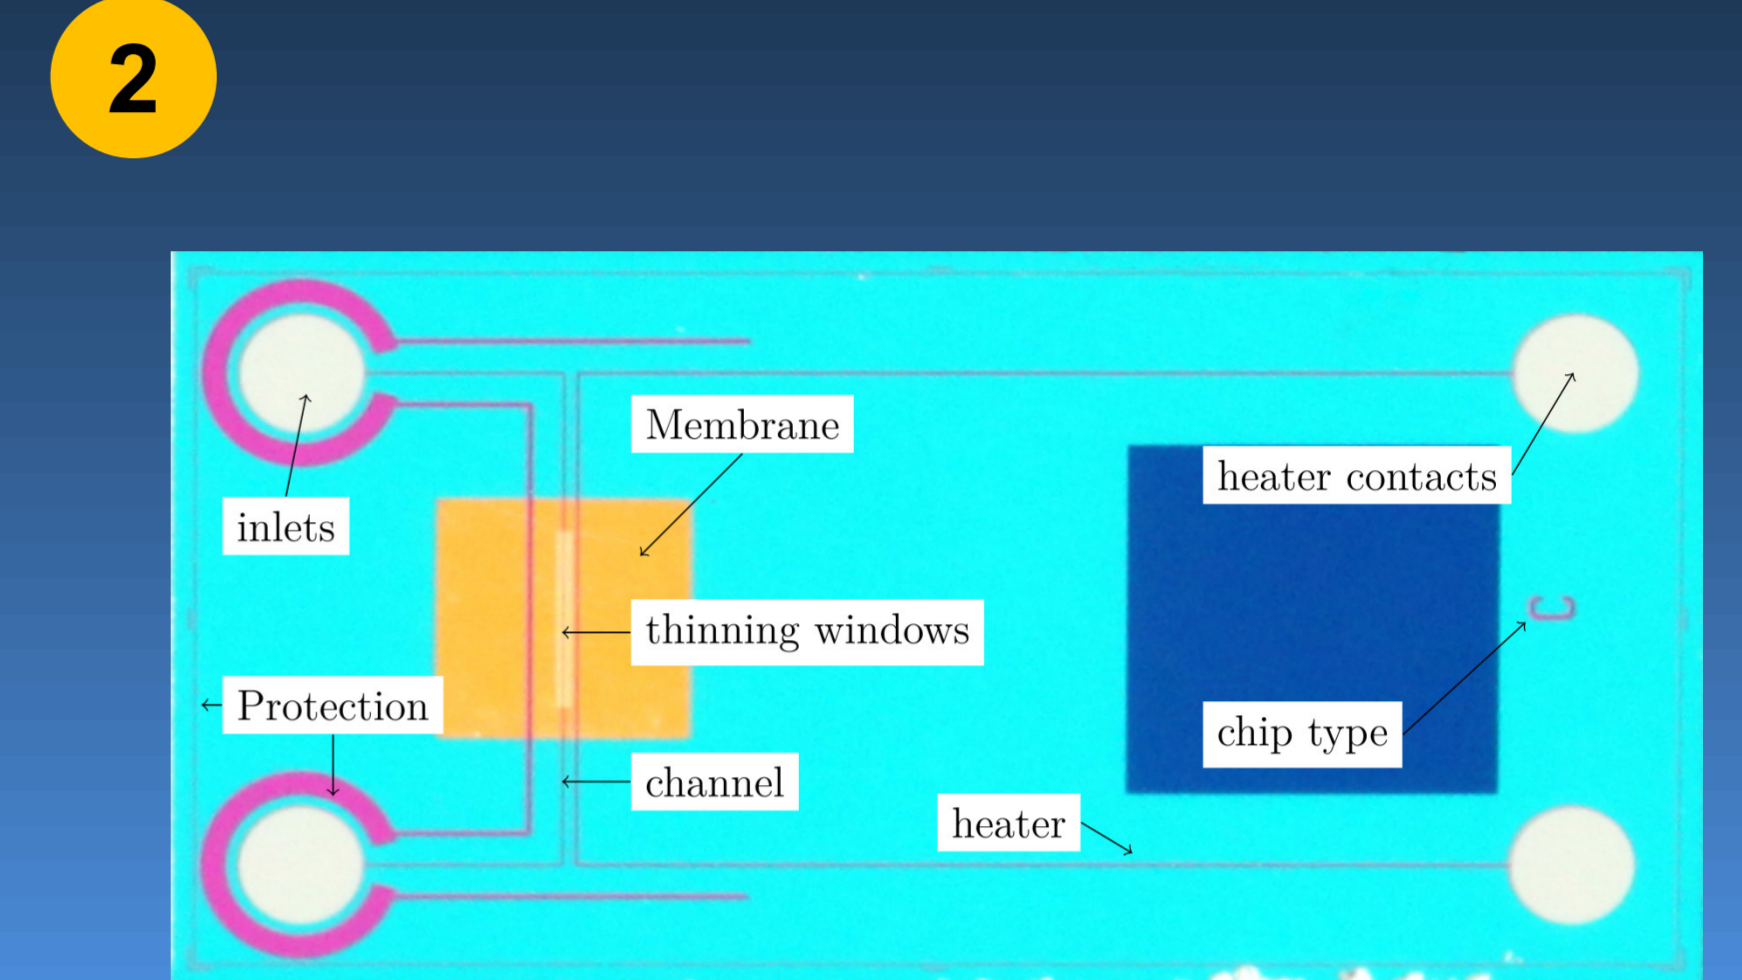 2
Membrane
heater contacts
inlets
thinning windows
C
Protection
chip type
channel
heater